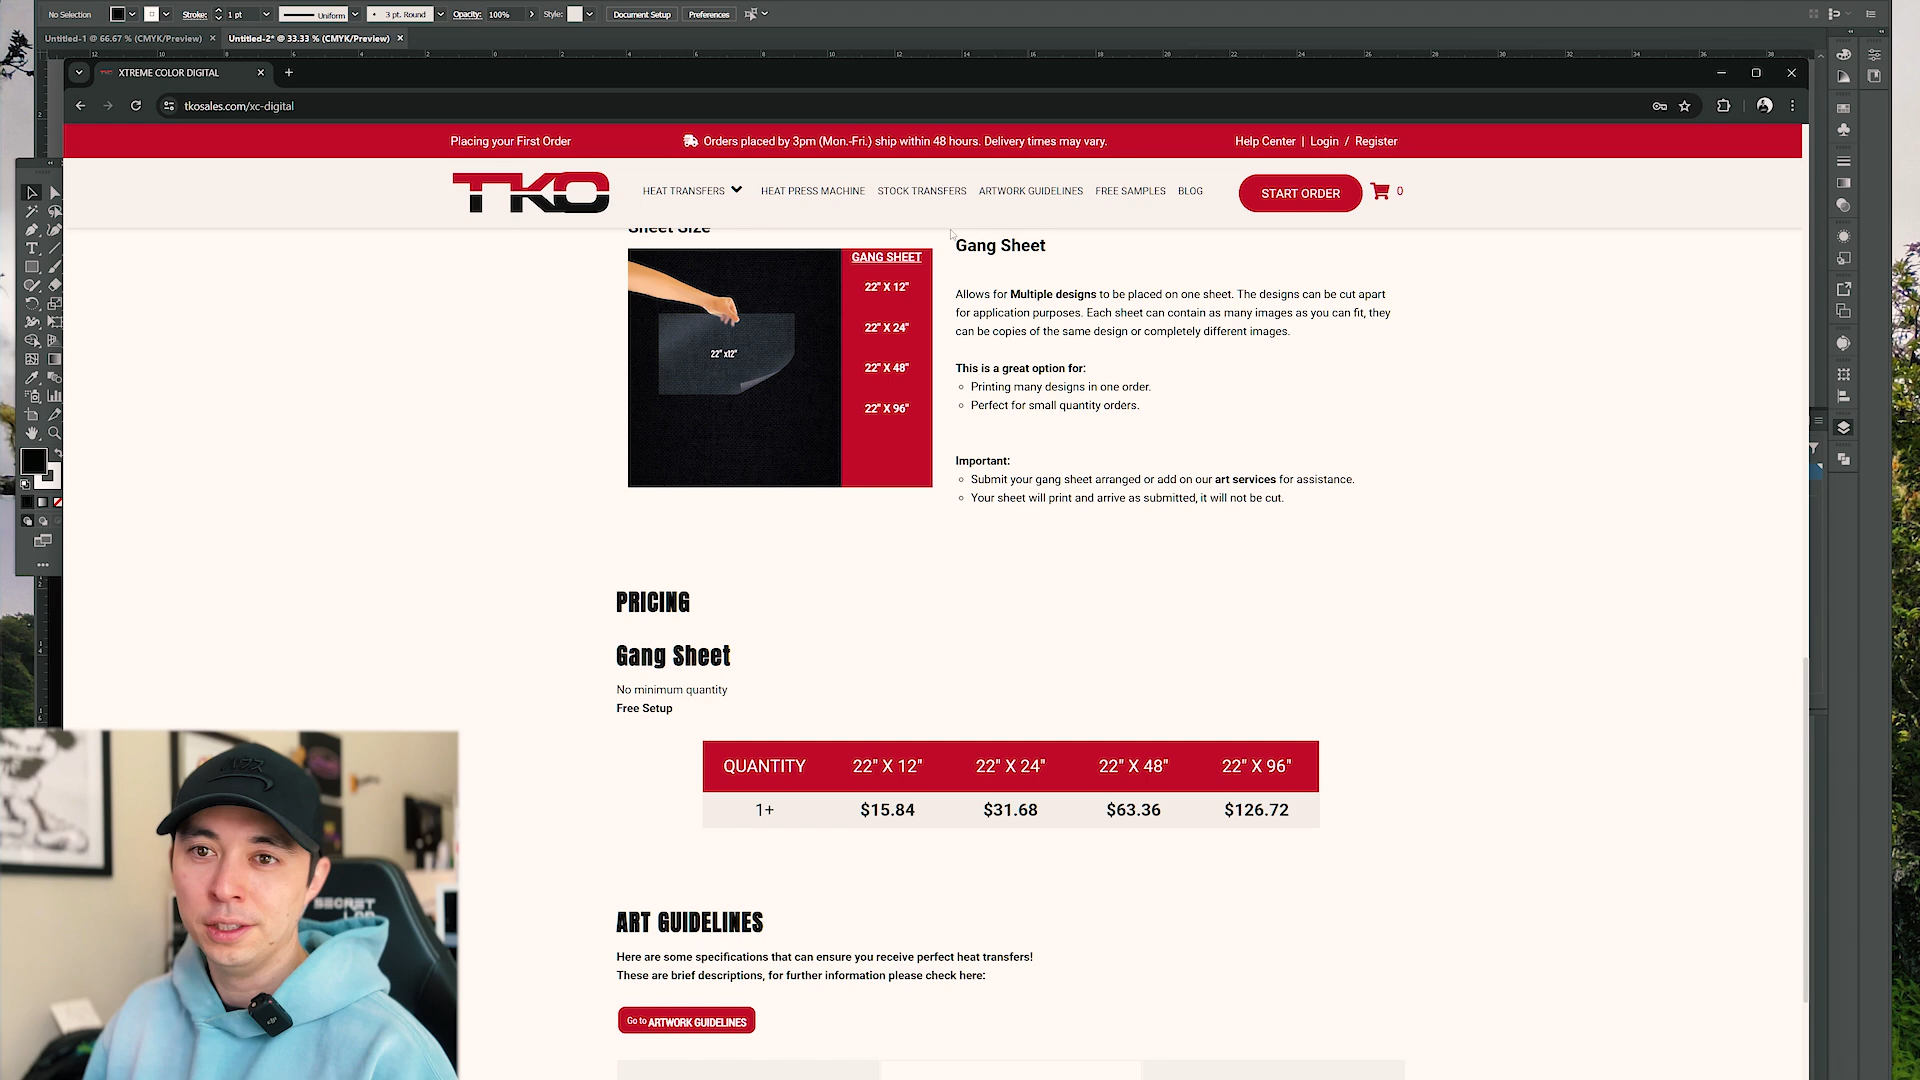 No Selection
Stroke:
1 pt
Uniform
3 pt. Round
Opacity:
100%
Style:
Document Setup
Preferences
Untitled-1 @ 66.67 % (CMYK/Preview)
Untitled-2* @ 33.33 % (CMYK/Preview)
XTREME COLOR DIGITAL
tkosales.com/xc-digital
Placing your First Order
Orders placed by 3pm (Mon.-Fri.) ship within 48 hours. Delivery times may vary.
Help Center | Login / Register
TKO
HEAT TRANSFERS
HEAT PRESS MACHINE
STOCK TRANSFERS
ARTWORK GUIDELINES
FREE SAMPLES
BLOG
START ORDER
0
Sheet Size
22" x12"
GANG SHEET
22" X 12"
22" X 24"
22" X 48"
22" X 96"
Gang Sheet
Allows for Multiple designs to be placed on one sheet. The designs can be cut apart
for application purposes. Each sheet can contain as many images as you can fit, they
can be copies of the same design or completely different images.
This is a great option for:
Printing many designs in one order.
Perfect for small quantity orders.
Important:
Submit your gang sheet arranged or add on our art services for assistance.
Your sheet will print and arrive as submitted, it will not be cut.
PRICING
Gang Sheet
No minimum quantity
Free Setup
QUANTITY 22" X 12" 22" X 24" 22" X 48" 22" X 96"
1+ $15.84 $31.68 $63.36 $126.72
ART GUIDELINES
Here are some specifications that can ensure you receive perfect heat transfers!
These are brief descriptions, for further information please check here:
Go to ARTWORK GUIDELINES
SECRET
LAB